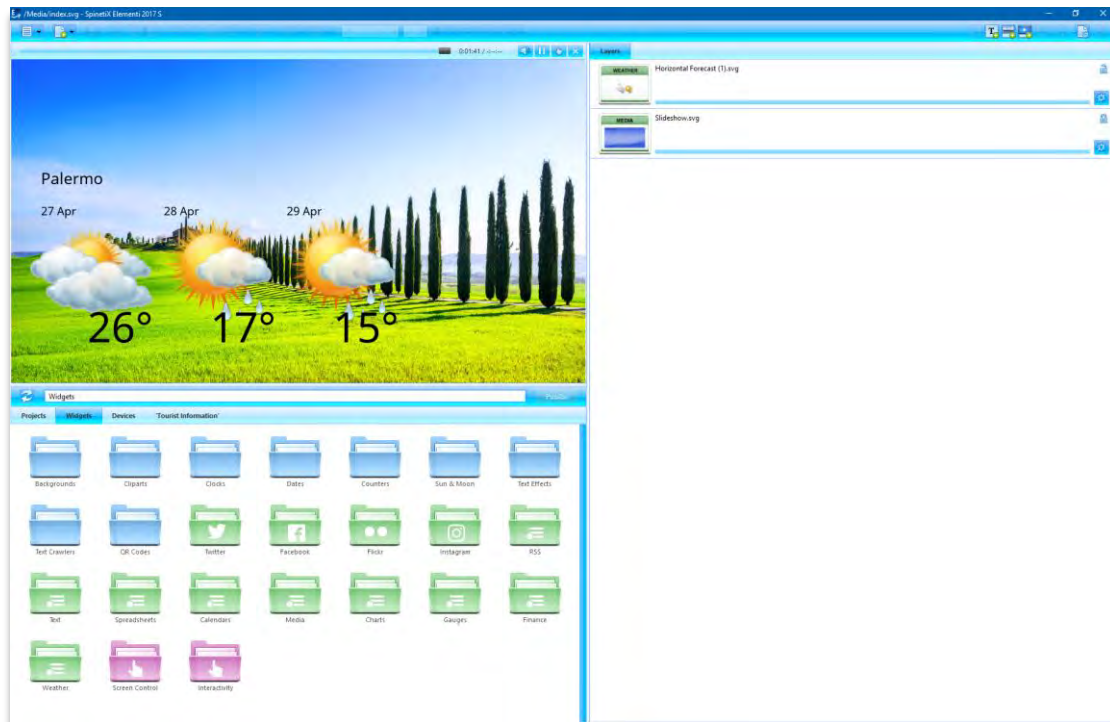 /Media/index.svg - SpinetiX Elementi 2017 S
0:01:41 / --:--:--
Layers
WEATHER
Horizontal Forecast (1).svg
MEDIA
Slideshow.svg
Palermo
27 Apr 28 Apr 29 Apr
26° 17° 15°
Widgets
Projects Widgets Devices 'Tourist Information'
Backgrounds Cliparts Clocks Dates Counters Sun & Moon Text Effects
Text Crawlers QR Codes Twitter Facebook Flickr Instagram RSS
Text Spreadsheets Calendars Media Charts Gauges Finance
Weather Screen Control Interactivity